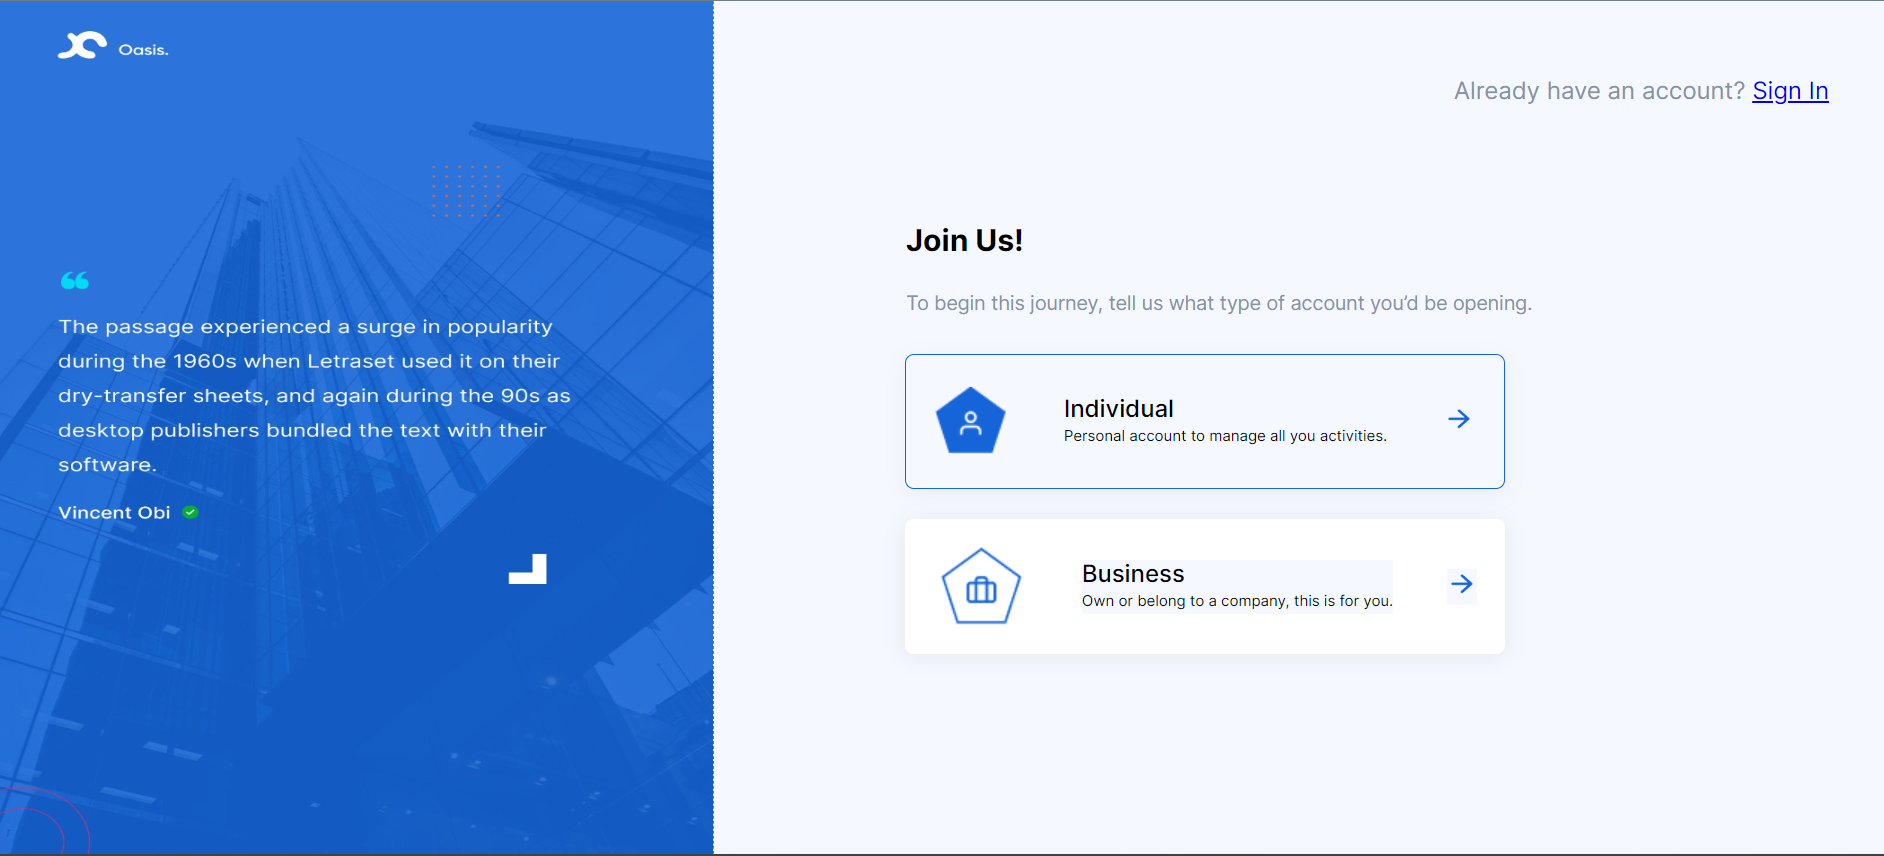 Oasis.
Already have an account? Sign In
“
The passage experienced a surge in popularity
during the 1960s when Letraset used it on their
dry-transfer sheets, and again during the 90s as
desktop publishers bundled the text with their
software.
Vincent Obi
Join Us!
To begin this journey, tell us what type of account you’d be opening.
Individual
Personal account to manage all you activities.
Business
Own or belong to a company, this is for you.